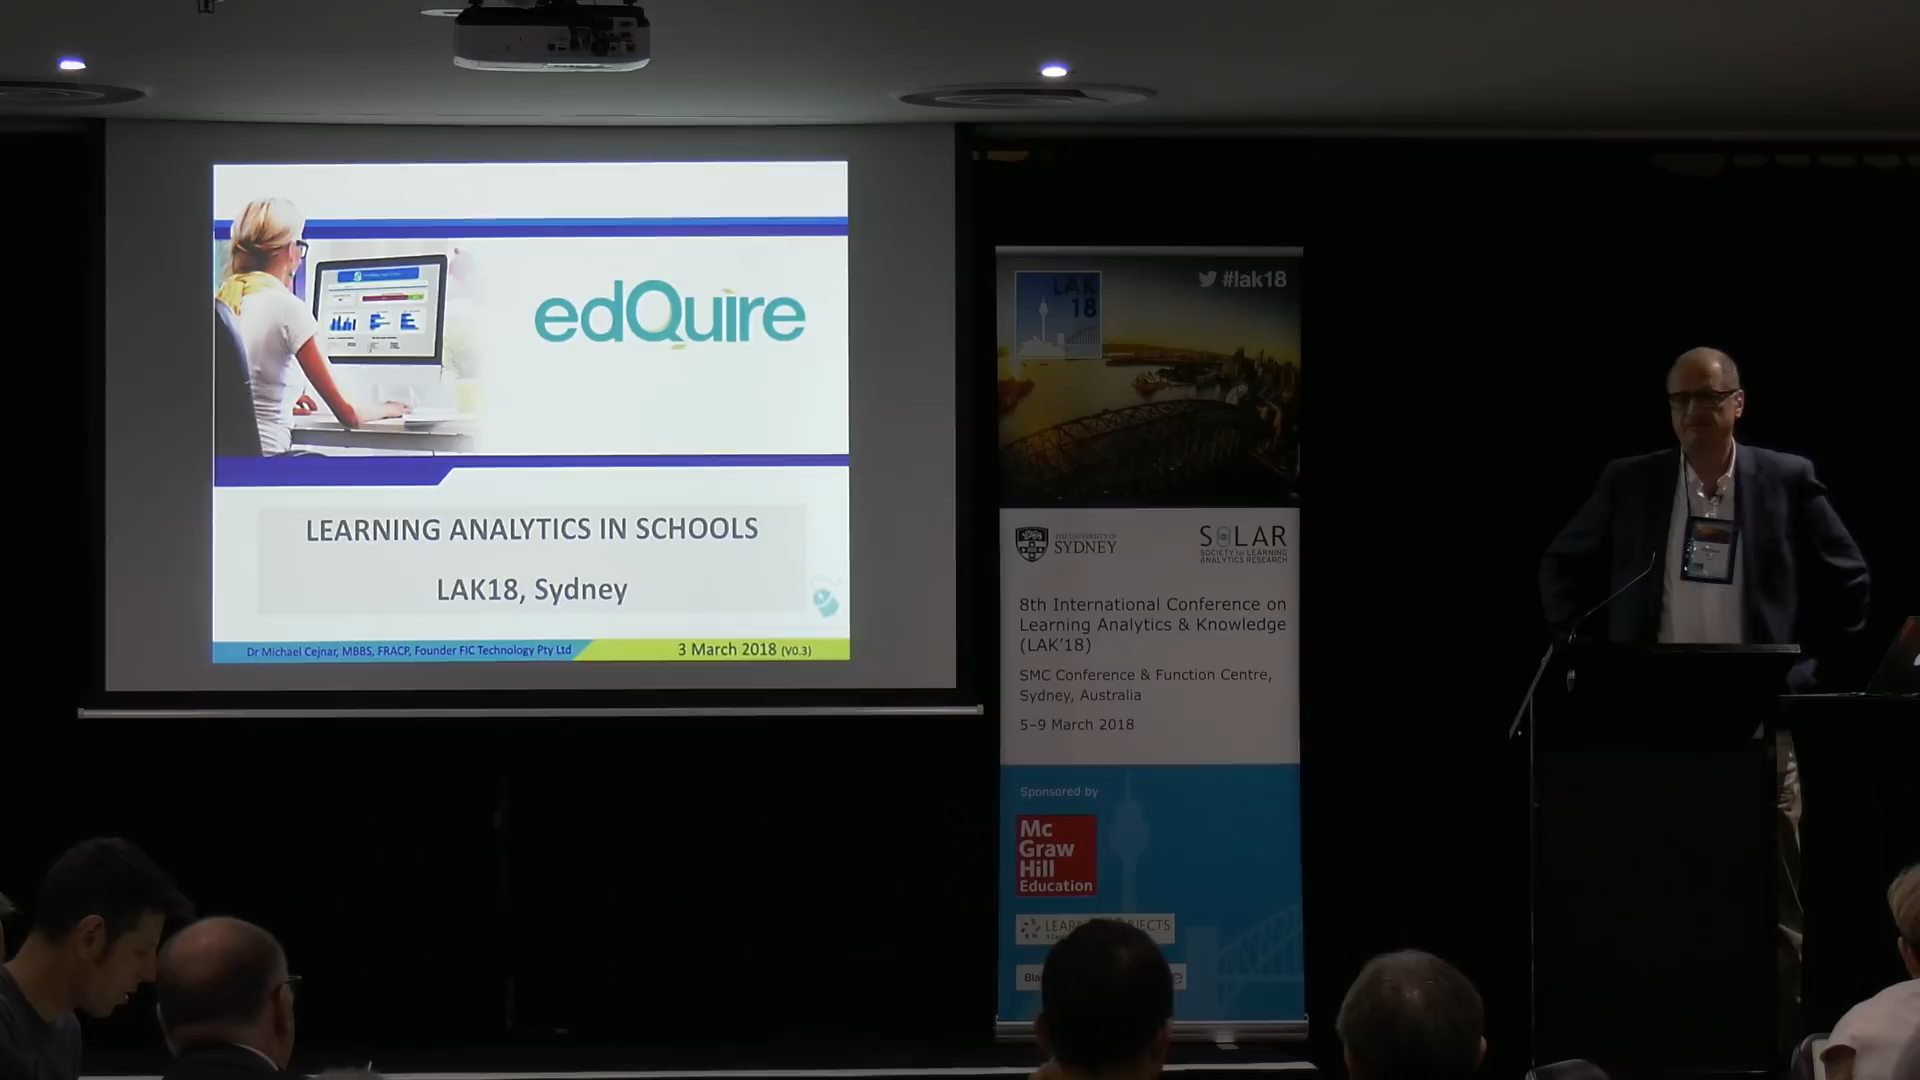 edQuire
LEARNING ANALYTICS IN SCHOOLS
LAK18, Sydney
Dr Michael Cejnar, MBBS, FRACP, Founder FIC Technology Pty Ltd
3 March 2018 (V0.3)
LAK
18
#lak18
THE UNIVERSITY OF
SYDNEY
SOLAR
SOCIETY for LEARNING
ANALYTICS RESEARCH
8th International Conference on
Learning Analytics & Knowledge
(LAK'18)
SMC Conference & Function Centre,
Sydney, Australia
5–9 March 2018
Sponsored by
Mc
Graw
Hill
Education